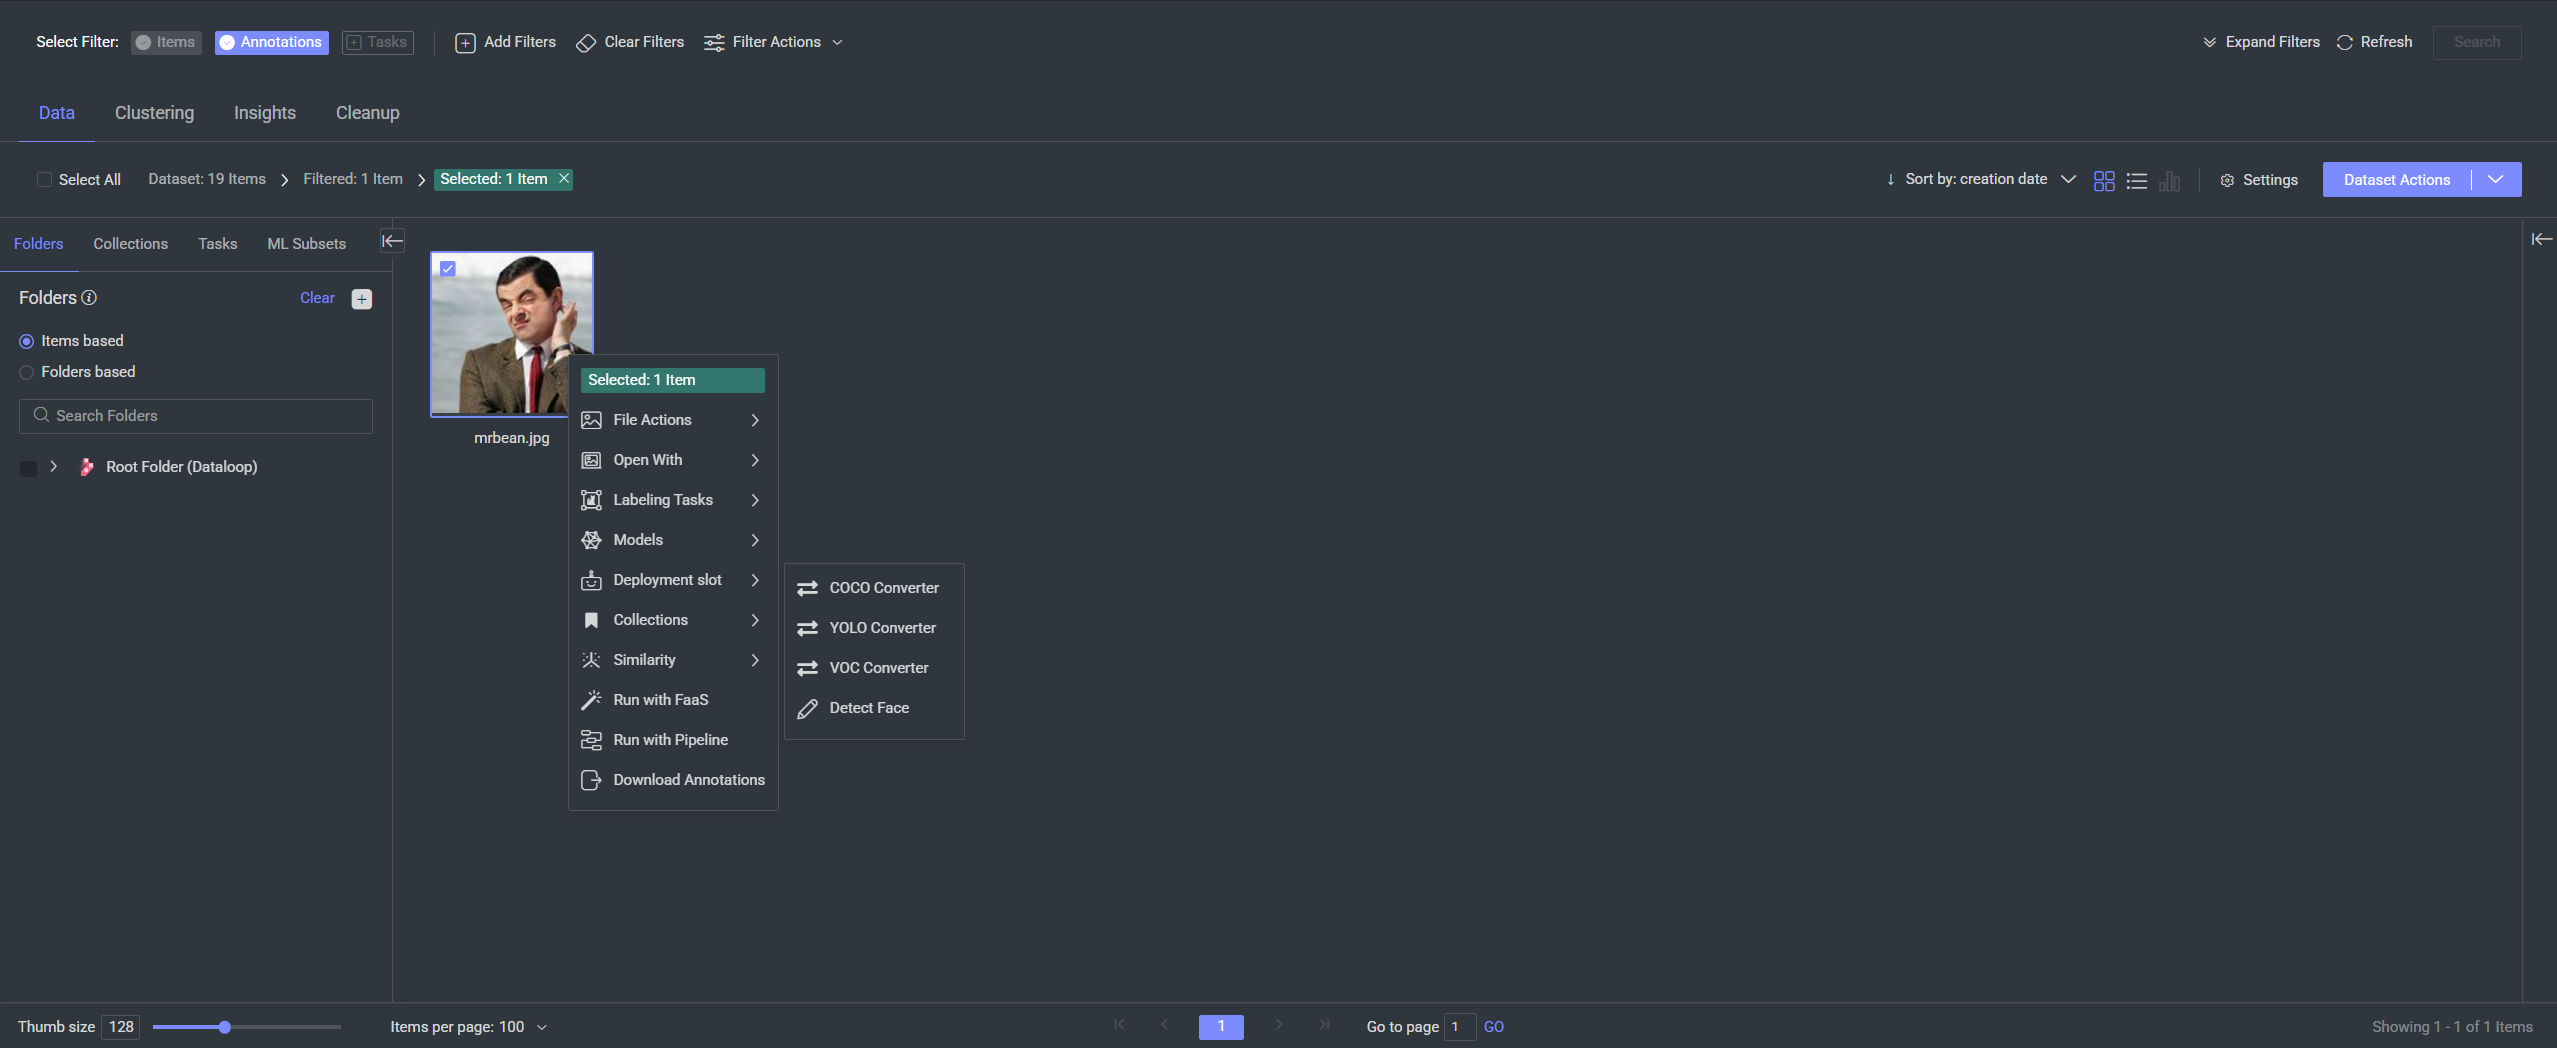 Select Filter: Items Annotations Tasks Add Filters Clear Filters Filter Actions Expand Filters Refresh Search
Data Clustering Insights Cleanup
Select All Dataset: 19 Items Filtered: 1 Item Selected: 1 Item Sort by: creation date Settings Dataset Actions
Folders Collections Tasks ML Subsets
Folders Clear
Items based
Folders based
Search Folders
Root Folder (Dataloop)
mrbean.jpg
Selected: 1 Item
File Actions
Open With
Labeling Tasks
Models
Deployment slot
Collections
Similarity
Run with FaaS
Run with Pipeline
Download Annotations
COCO Converter
YOLO Converter
VOC Converter
Detect Face
Thumb size 128 Items per page: 100 1 Go to page 1 GO Showing 1 - 1 of 1 Items